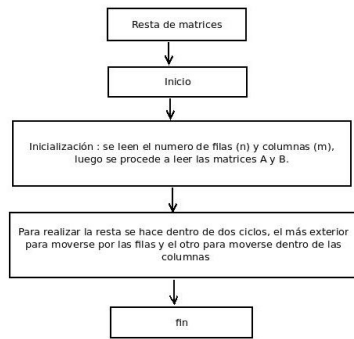 Resta de matrices
Inicio
Inicialización : se leen el numero de filas (n) y columnas (m),
luego se procede a leer las matrices A y B.
Para realizar la resta se hace dentro de dos ciclos, el más exterior
para moverse por las filas y el otro para moverse dentro de las
columnas
fin